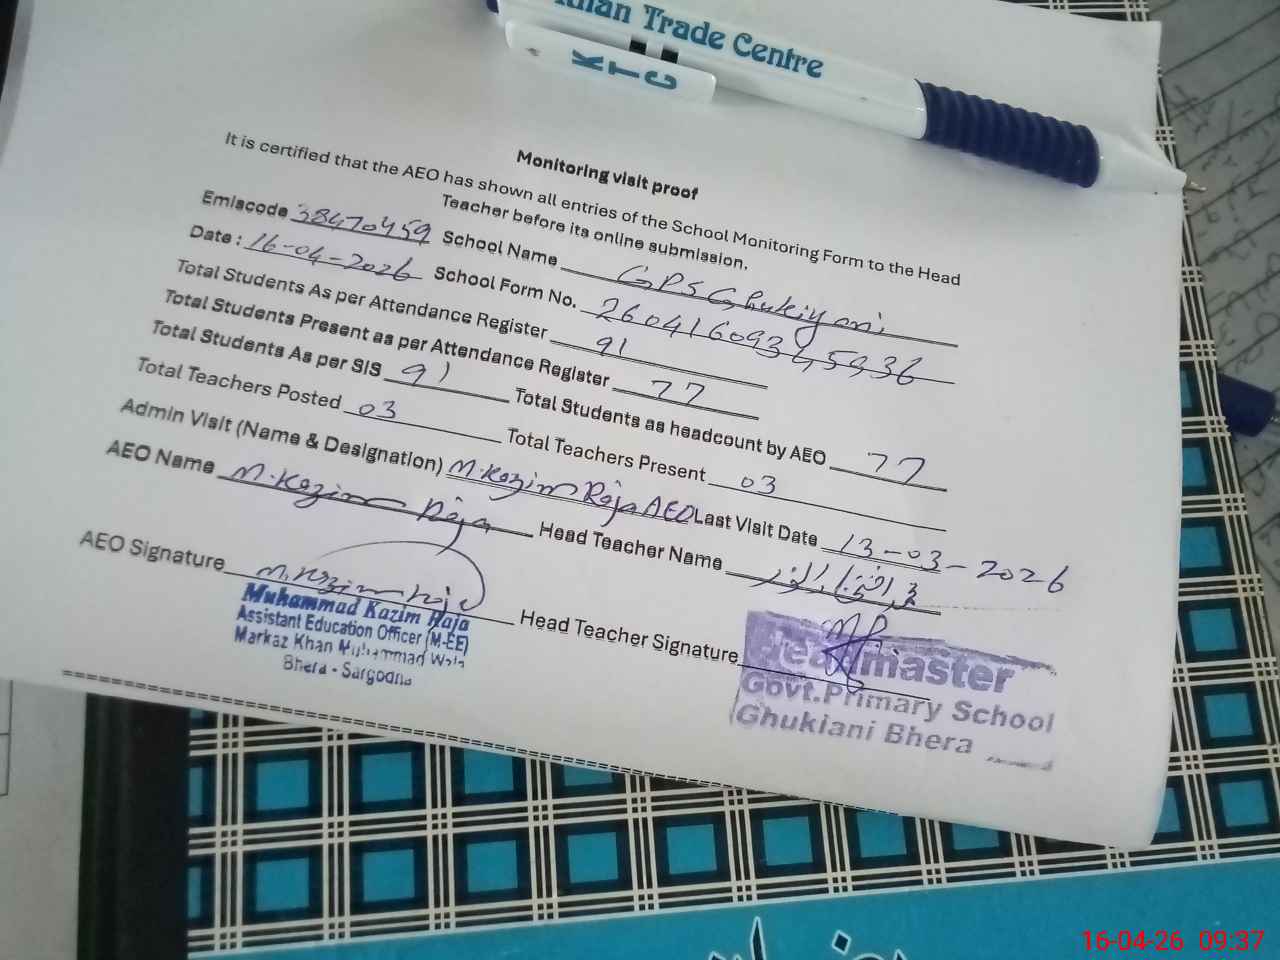 Khan Trade Centre
KTC
Monitoring visit proof
It is certified that the AEO has shown all entries of the School Monitoring Form to the Head
Teacher before its online submission.
Emiscode 38470459 School Name GPS Ghukiyani
Date : 16-04-2026 School Form No. 26041609345936
Total Students As per Attendance Register 91
Total Students Present as per Attendance Register 77
Total Students As per SIS 91 Total Students as headcount by AEO 77
Total Teachers Posted 03 Total Teachers Present 03
Admin Visit (Name & Designation) M.Kazim Raja AEO Last Visit Date 13-03-2026
AEO Name M.Kazim Raja Head Teacher Name
AEO Signature M.Kazim Raja Head Teacher Signature
Muhammad Kazim Raja
Assistant Education Officer (M-EE)
Markaz Khan Muhammad Wala
Bhera - Sargodha
Headmaster
Govt.Primary School
Ghukiani Bhera
16-04-26 09:37